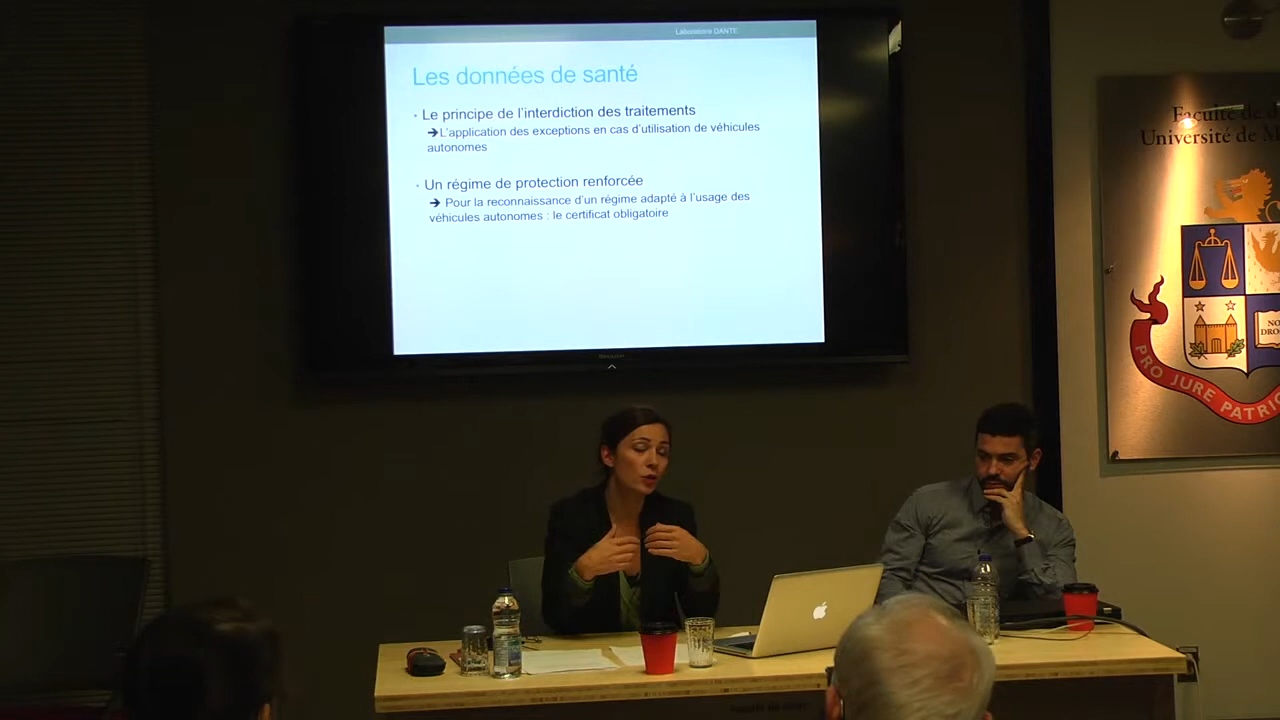 Laboratoire DANTE
Les données de santé
• Le principe de l'interdiction des traitements
➔L'application des exceptions en cas d'utilisation de véhicules
autonomes
• Un régime de protection renforcée
➔ Pour la reconnaissance d'un régime adapté à l'usage des
véhicules autonomes : le certificat obligatoire
Faculté de
Université de
PRO JURE